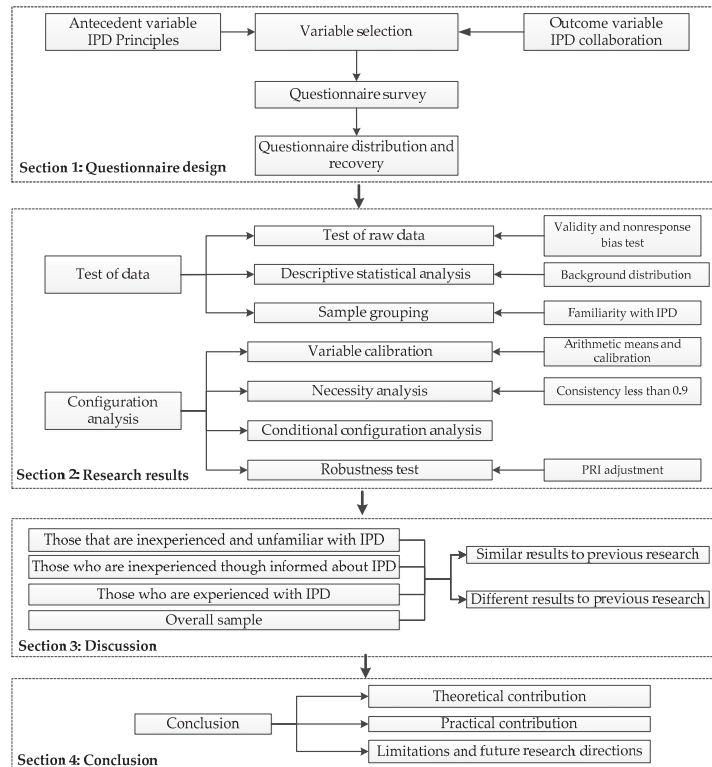 Antecedent variable
IPD Principles
Variable selection
Outcome variable
IPD collaboration
Questionnaire survey
Questionnaire distribution and
recovery
Section 1: Questionnaire design
Test of data
Test of raw data
Validity and nonresponse
bias test
Descriptive statistical analysis
Background distribution
Sample grouping
Familiarity with IPD
Configuration
analysis
Variable calibration
Arithmetic means and
calibration
Necessity analysis
Consistency less than 0.9
Conditional configuration analysis
Robustness test
PRI adjustment
Section 2: Research results
Those that are inexperienced and unfamiliar with IPD
Those who are inexperienced though informed about IPD
Those who are experienced with IPD
Overall sample
Similar results to previous research
Different results to previous research
Section 3: Discussion
Conclusion
Theoretical contribution
Practical contribution
Limitations and future research directions
Section 4: Conclusion